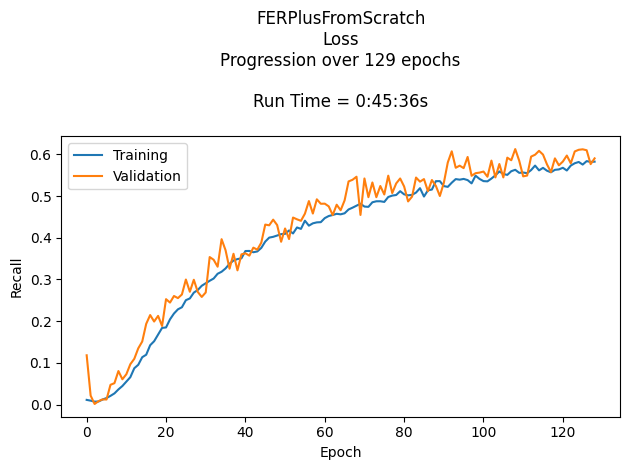 FERPlusFromScratch
Loss
Progression over 129 epochs
Run Time = 0:45:36s
Training
Validation
Recall
0.6
0.5
0.4
0.3
0.2
0.1
0.0
0 20 40 60 80 100 120
Epoch